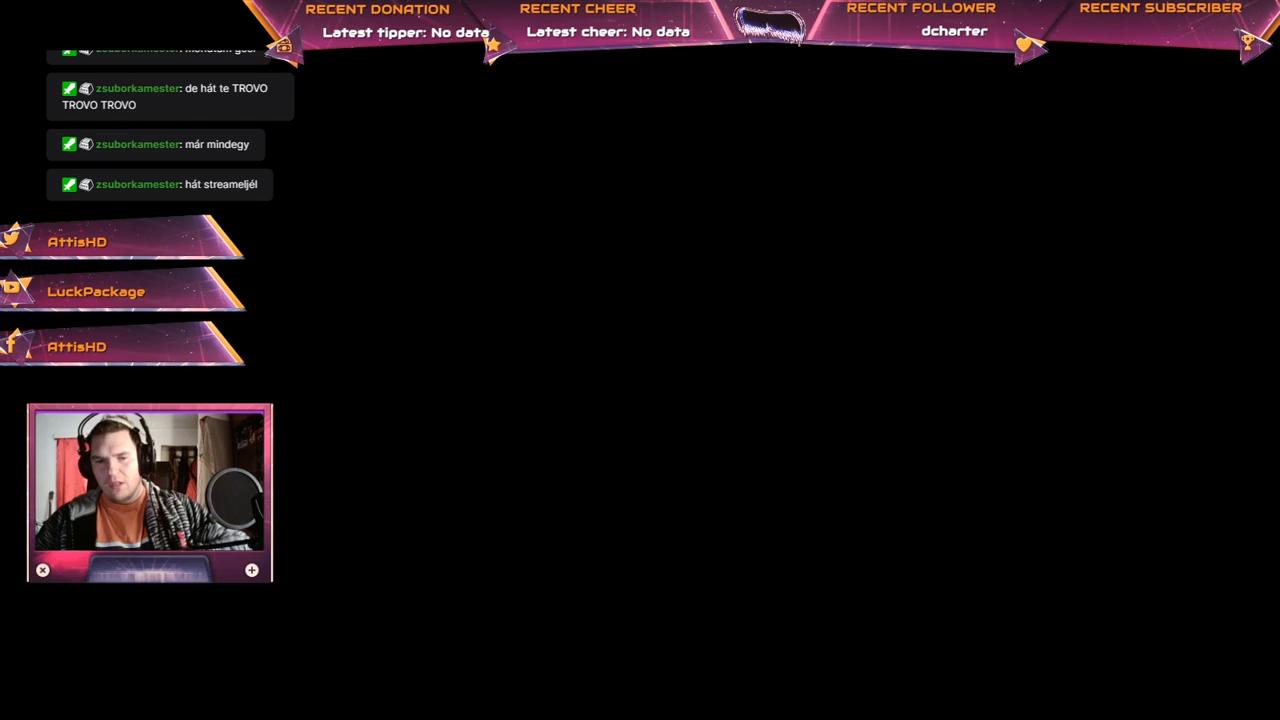 RECENT DONATION
Latest tipper: No data
RECENT CHEER
Latest cheer: No data
RECENT FOLLOWER
dcharter
RECENT SUBSCRIBER
zsuborkamester: de hát te TROVO
TROVO TROVO
zsuborkamester: már mindegy
zsuborkamester: hát streameljél
AttisHD
LuckPackage
AttisHD